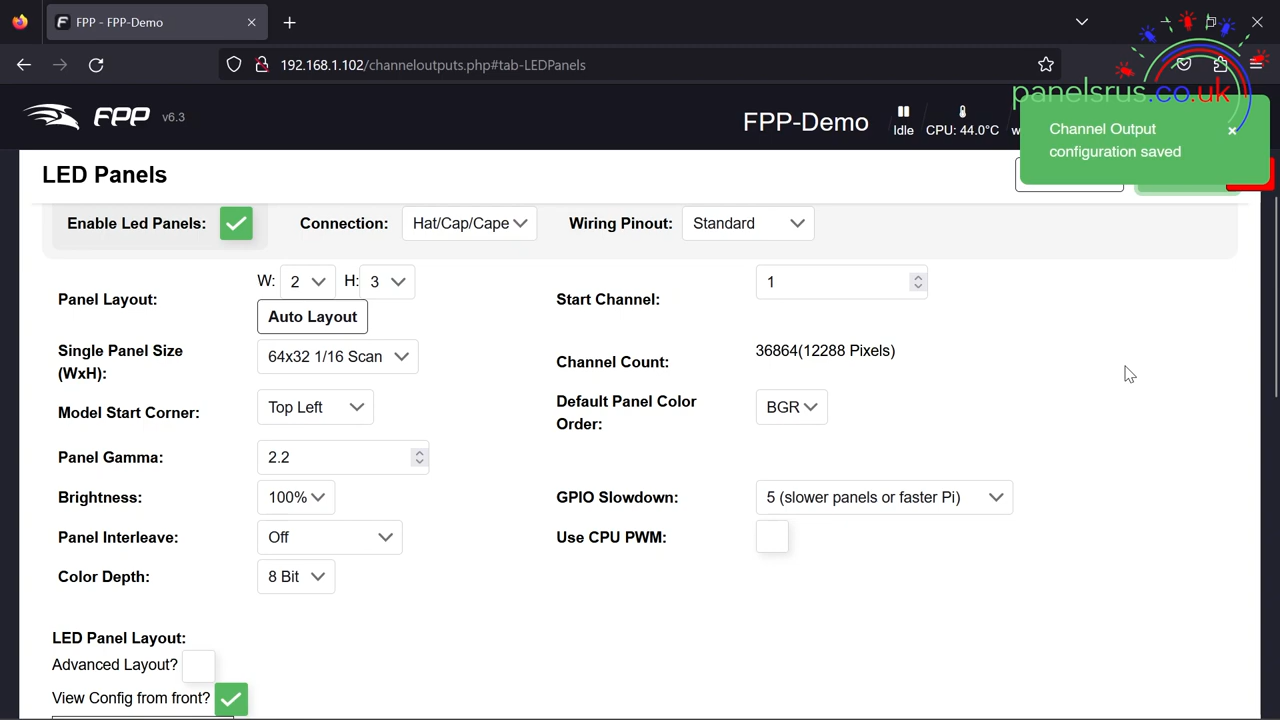 FPP - FPP-Demo
192.168.1.102/channeloutputs.php#tab-LEDPanels
panelsrus.co.uk
FPP v6.3
FPP-Demo
Idle
CPU: 44.0°C
w
Channel Output
configuration saved
LED Panels
Enable Led Panels:
Connection: Hat/Cap/Cape
Wiring Pinout: Standard
Panel Layout: W: 2 H: 3
Auto Layout
Start Channel: 1
Single Panel Size
(WxH): 64x32 1/16 Scan
Channel Count: 36864(12288 Pixels)
Model Start Corner: Top Left
Default Panel Color
Order: BGR
Panel Gamma: 2.2
Brightness: 100%
GPIO Slowdown: 5 (slower panels or faster Pi)
Panel Interleave: Off
Use CPU PWM:
Color Depth: 8 Bit
LED Panel Layout:
Advanced Layout?
View Config from front?